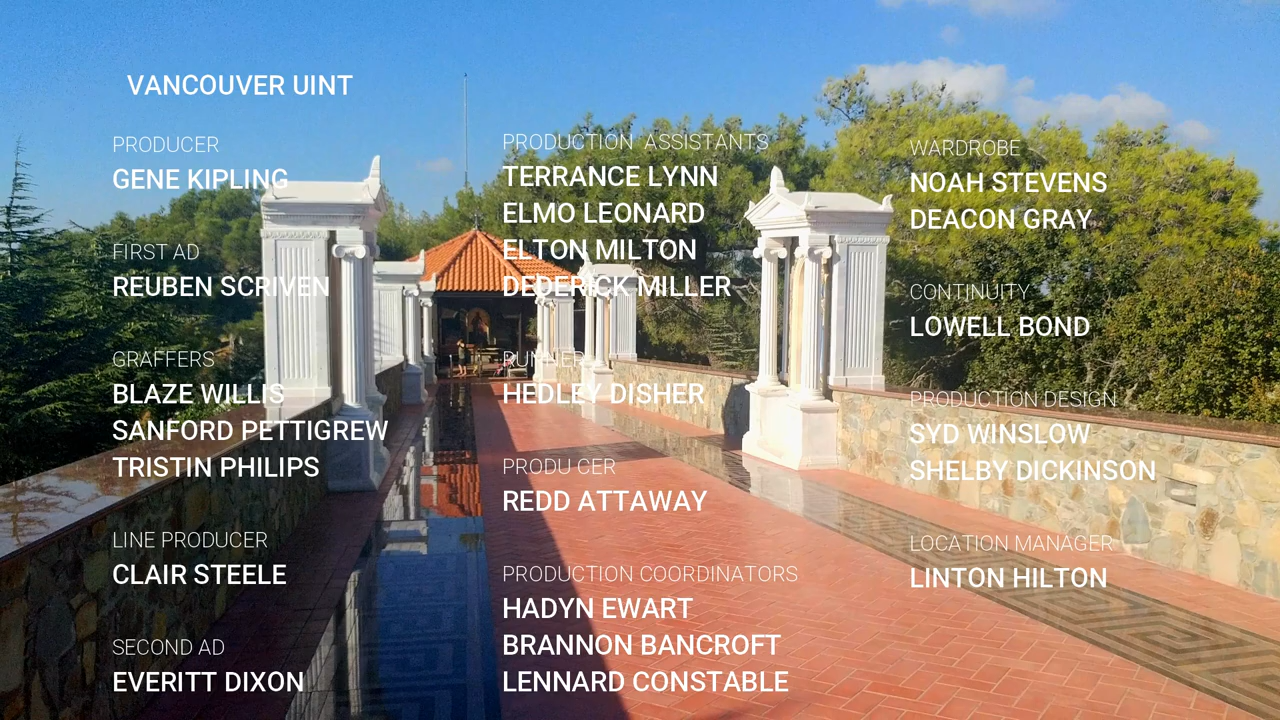 VANCOUVER UINT
PRODUCER
GENE KIPLING
FIRST AD
REUBEN SCRIVEN
GRAFFERS
BLAZE WILLIS
SANFORD PETTIGREW
TRISTIN PHILIPS
LINE PRODUCER
CLAIR STEELE
SECOND AD
EVERITT DIXON
PRODUCTION ASSISTANTS
TERRANCE LYNN
ELMO LEONARD
ELTON MILTON
DEDERICK MILLER
RUNNER
HEDLEY DISHER
PRODU CER
REDD ATTAWAY
PRODUCTION COORDINATORS
HADYN EWART
BRANNON BANCROFT
LENNARD CONSTABLE
WARDROBE
NOAH STEVENS
DEACON GRAY
CONTINUITY
LOWELL BOND
PRODUCTION DESIGN
SYD WINSLOW
SHELBY DICKINSON
LOCATION MANAGER
LINTON HILTON